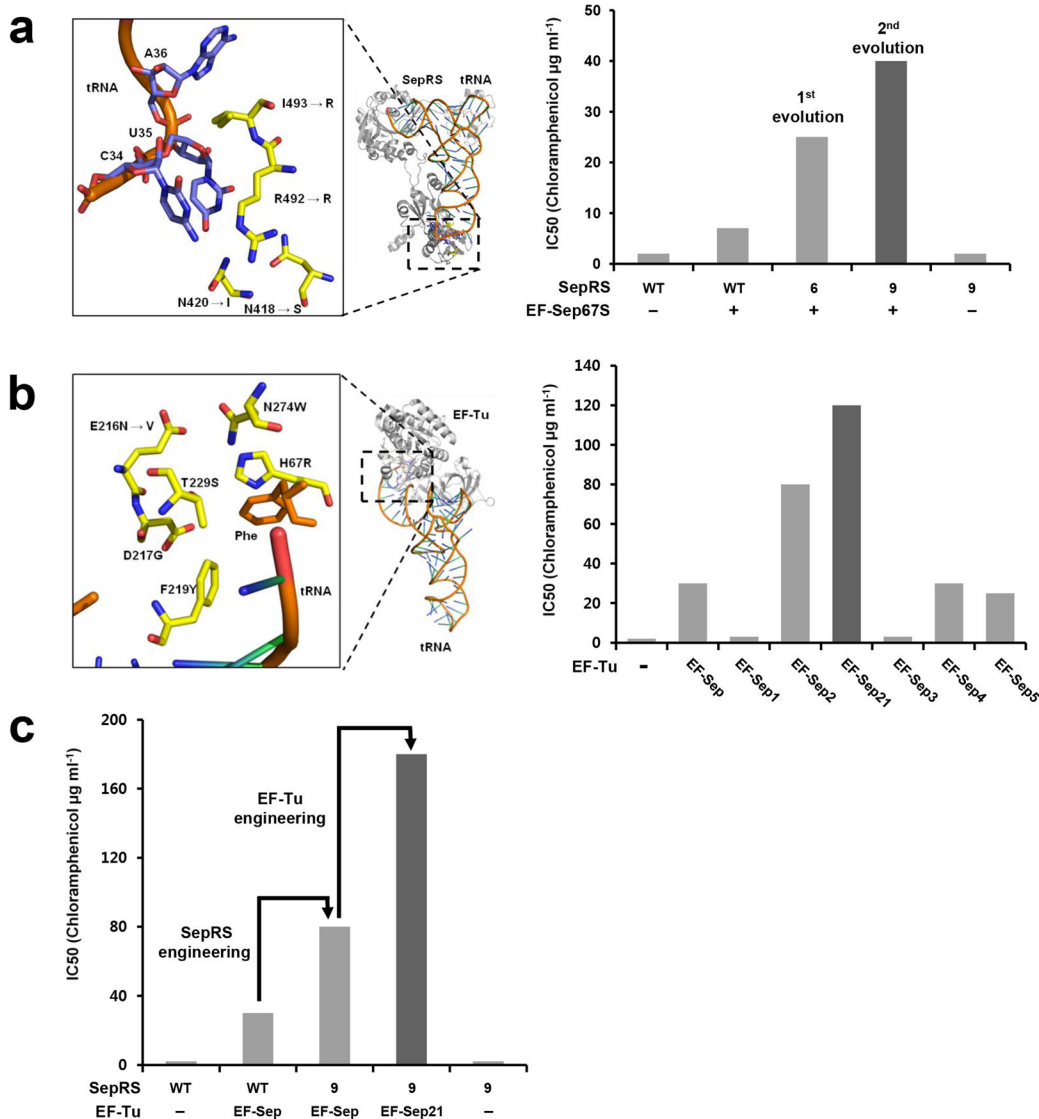 a
A36
tRNA
I493 → R
U35
C34
R492 → R
N420 → I
N418 → S
SepRS
tRNA
IC50 (Chloramphenicol µg ml-1)
50
40
30
20
10
0
1st
evolution
2nd
evolution
SepRS WT WT 6 9 9
EF-Sep67S – + + + –
b
N274W
E216N → V
H67R
T229S
Phe
D217G
F219Y
tRNA
EF-Tu
tRNA
IC50 (Chloramphenicol µg ml-1)
140
120
100
80
60
40
20
0
EF-Tu – EF-Sep EF-Sep1 EF-Sep2 EF-Sep21 EF-Sep3 EF-Sep4 EF-Sep5
c
IC50 (Chloramphenicol µg ml-1)
200
160
120
80
40
0
EF-Tu
engineering
SepRS
engineering
SepRS WT WT 9 9 9
EF-Tu – EF-Sep EF-Sep EF-Sep21 –